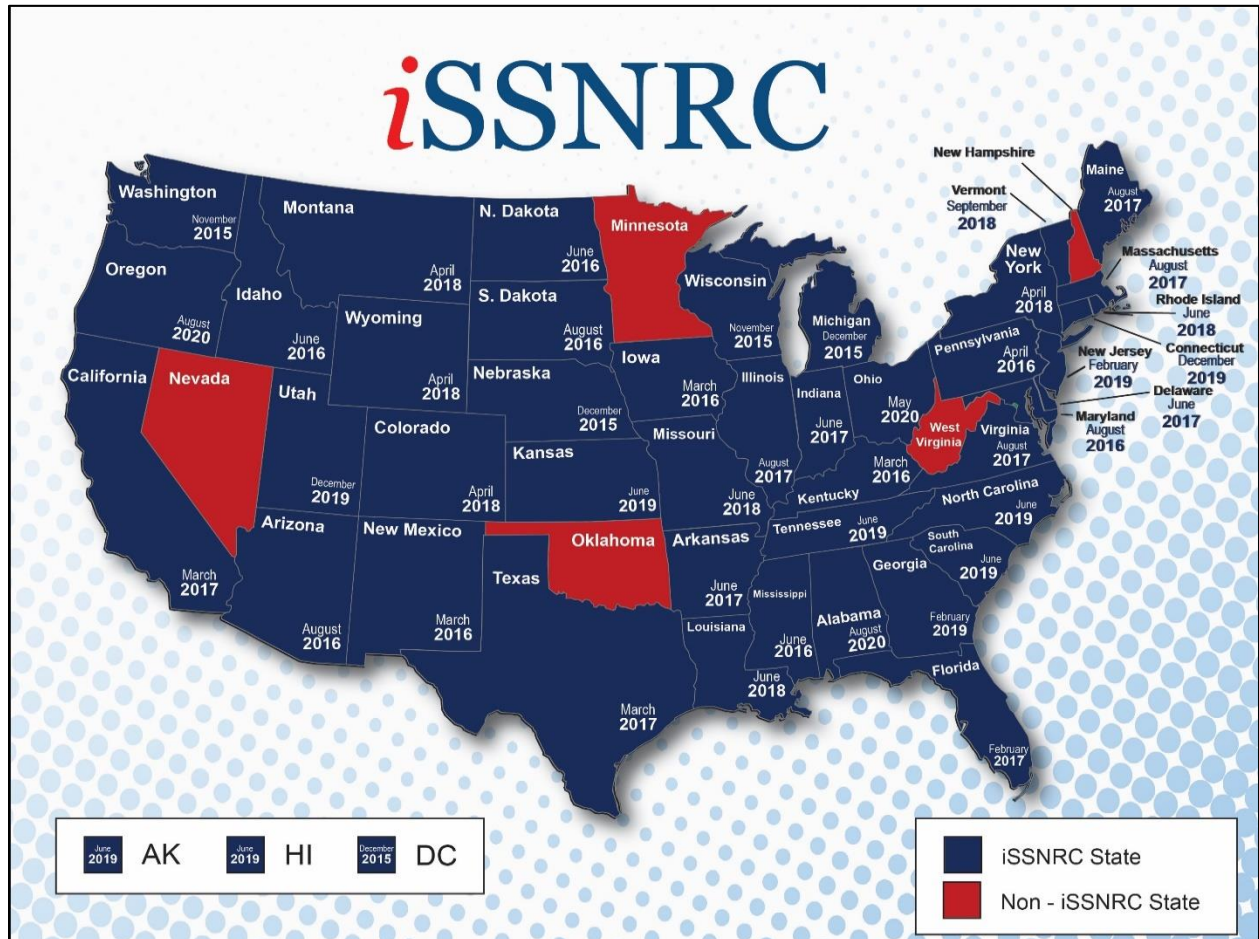 iSSNRC
Washington
November
2015
Oregon
August
2020
California
March
2017
Nevada
Idaho
June
2016
Montana
April
2018
Wyoming
April
2018
Utah
December
2019
Colorado
April
2018
Arizona
August
2016
New Mexico
March
2016
N. Dakota
June
2016
S. Dakota
August
2016
Nebraska
December
2015
Kansas
June
2019
Oklahoma
Texas
March
2017
Minnesota
Iowa
March
2016
Missouri
June
2018
Arkansas
June
2017
Louisiana
June
2018
Wisconsin
November
2015
Illinois
August
2017
Michigan
December
2015
Indiana
June
2017
Ohio
May
2020
Kentucky
March
2016
Tennessee
June
2019
Mississippi
June
2016
Alabama
August
2020
Georgia
February
2019
Florida
February
2017
South
Carolina
June
2019
North Carolina
June
2019
Virginia
August
2017
West
Virginia
Pennsylvania
April
2016
New
York
April
2018
New Hampshire
Vermont
September
2018
Maine
August
2017
Massachusetts
August
2017
Rhode Island
June
2018
Connecticut
December
2019
New Jersey
February
2019
Delaware
June
2017
Maryland
August
2016
June
2019
AK
June
2019
HI
December
2015
DC
iSSNRC State
Non - iSSNRC State